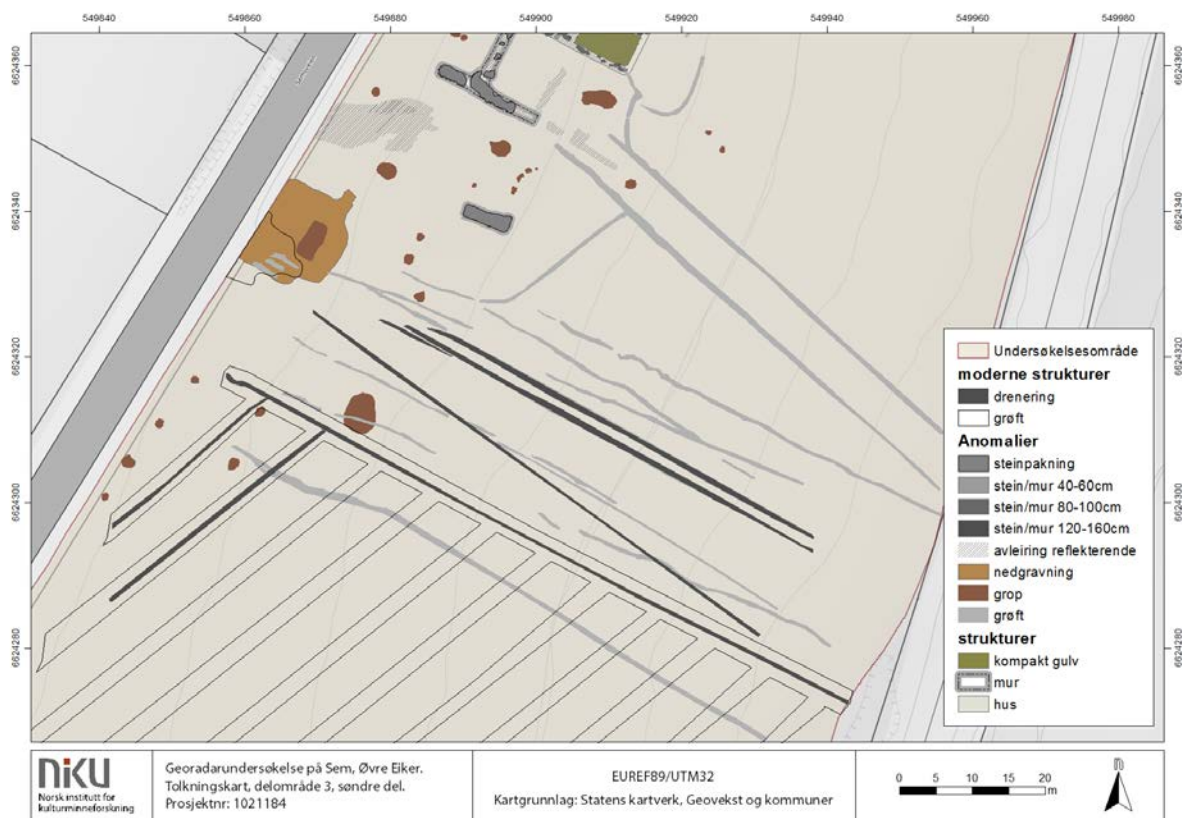 549840 549860 549880 549900 549920 549940 549960 549980
6624360
6624340
6624320
6624300
6624280
6624360
6624340
6624320
6624300
6624280
Undersøkelsesområde
moderne strukturer
drenering
grøft
Anomalier
steinpakning
stein/mur 40-60cm
stein/mur 80-100cm
stein/mur 120-160cm
avleiring reflekterende
nedgravning
grop
grøft
strukturer
kompakt gulv
mur
hus
NIKU
Norsk institutt for
kulturminneforskning
Georadarundersøkelse på Sem, Øvre Eiker.
Tolkningskart, delområde 3, søndre del.
Prosjektnr: 1021184
EUREF89/UTM32
Kartgrunnlag: Statens kartverk, Geovekst og kommuner
0 5 10 15 20
m
n